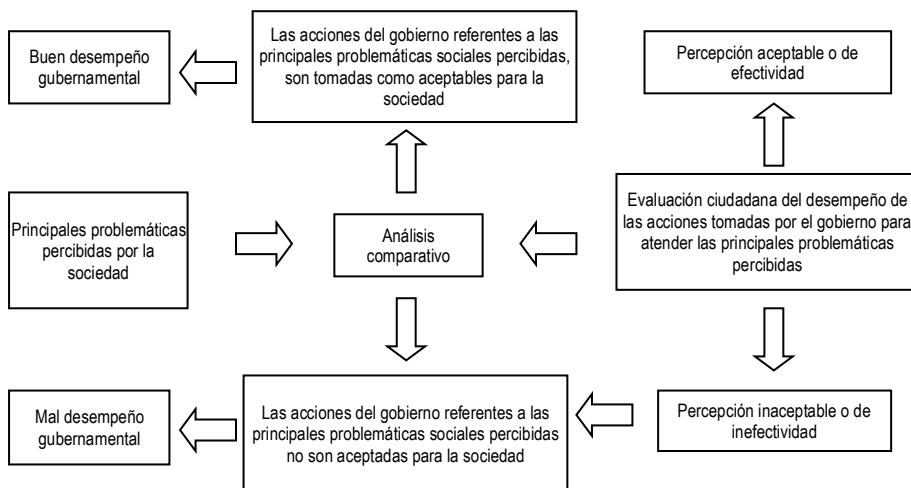 Buen desempeño
gubernamental
Las acciones del gobierno referentes a las
principales problemáticas sociales percibidas,
son tomadas como aceptables para la
sociedad
Percepción aceptable o de
efectividad
Principales problemáticas
percibidas por la
sociedad
Análisis
comparativo
Evaluación ciudadana del desempeño de
las acciones tomadas por el gobierno para
atender las principales problemáticas
percibidas
Mal desempeño
gubernamental
Las acciones del gobierno referentes a las
principales problemáticas sociales percibidas
no son aceptadas para la sociedad
Percepción inaceptable o de
inefectividad